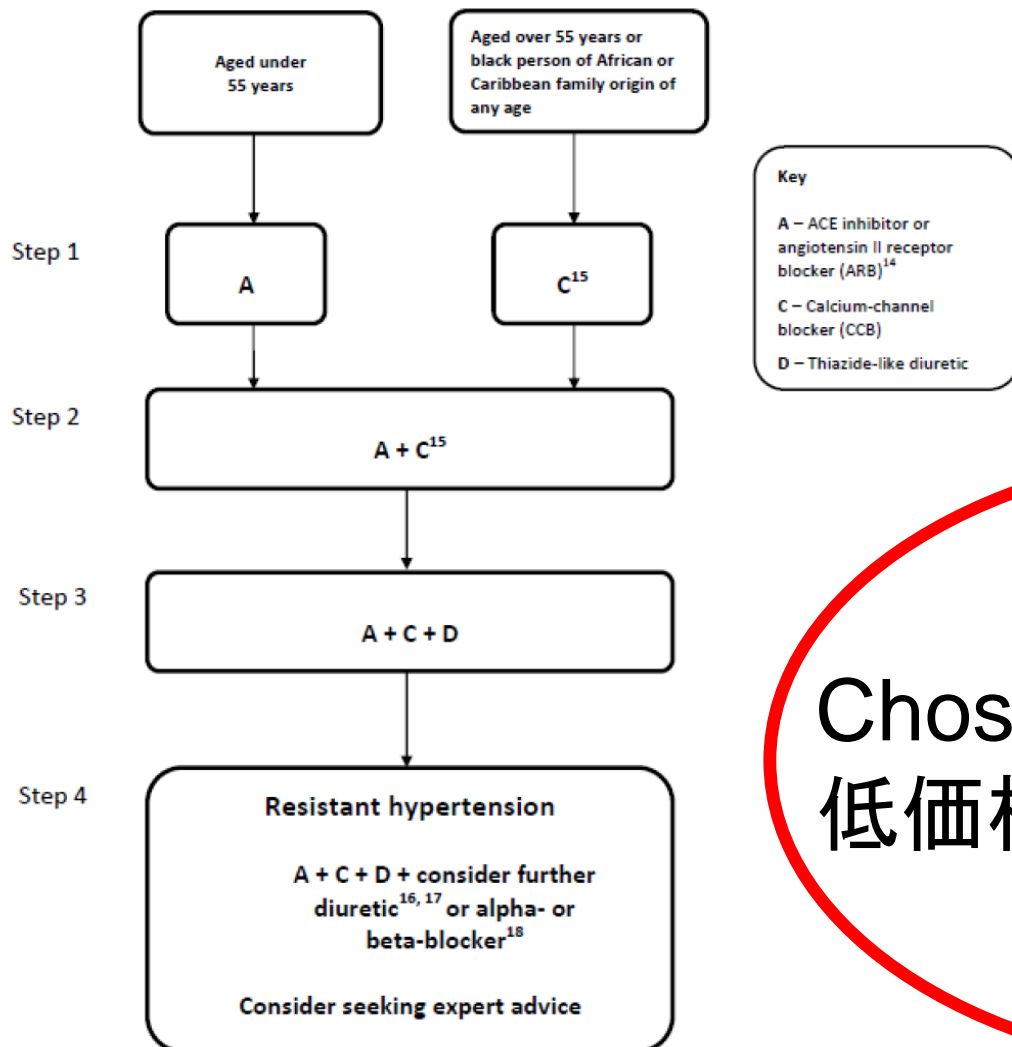 Aged under
55 years
Aged over 55 years or
black person of African or
Caribbean family origin of
any age
Key
A – ACE inhibitor or
angiotensin II receptor
blocker (ARB)14
C – Calcium-channel
blocker (CCB)
D – Thiazide-like diuretic
Step 1
A
C15
Step 2
A + C15
Step 3
A + C + D
Step 4
Resistant hypertension
A + C + D + consider further
diuretic16, 17 or alpha- or
beta-blocker18
Consider seeking expert advice
Chos
低価